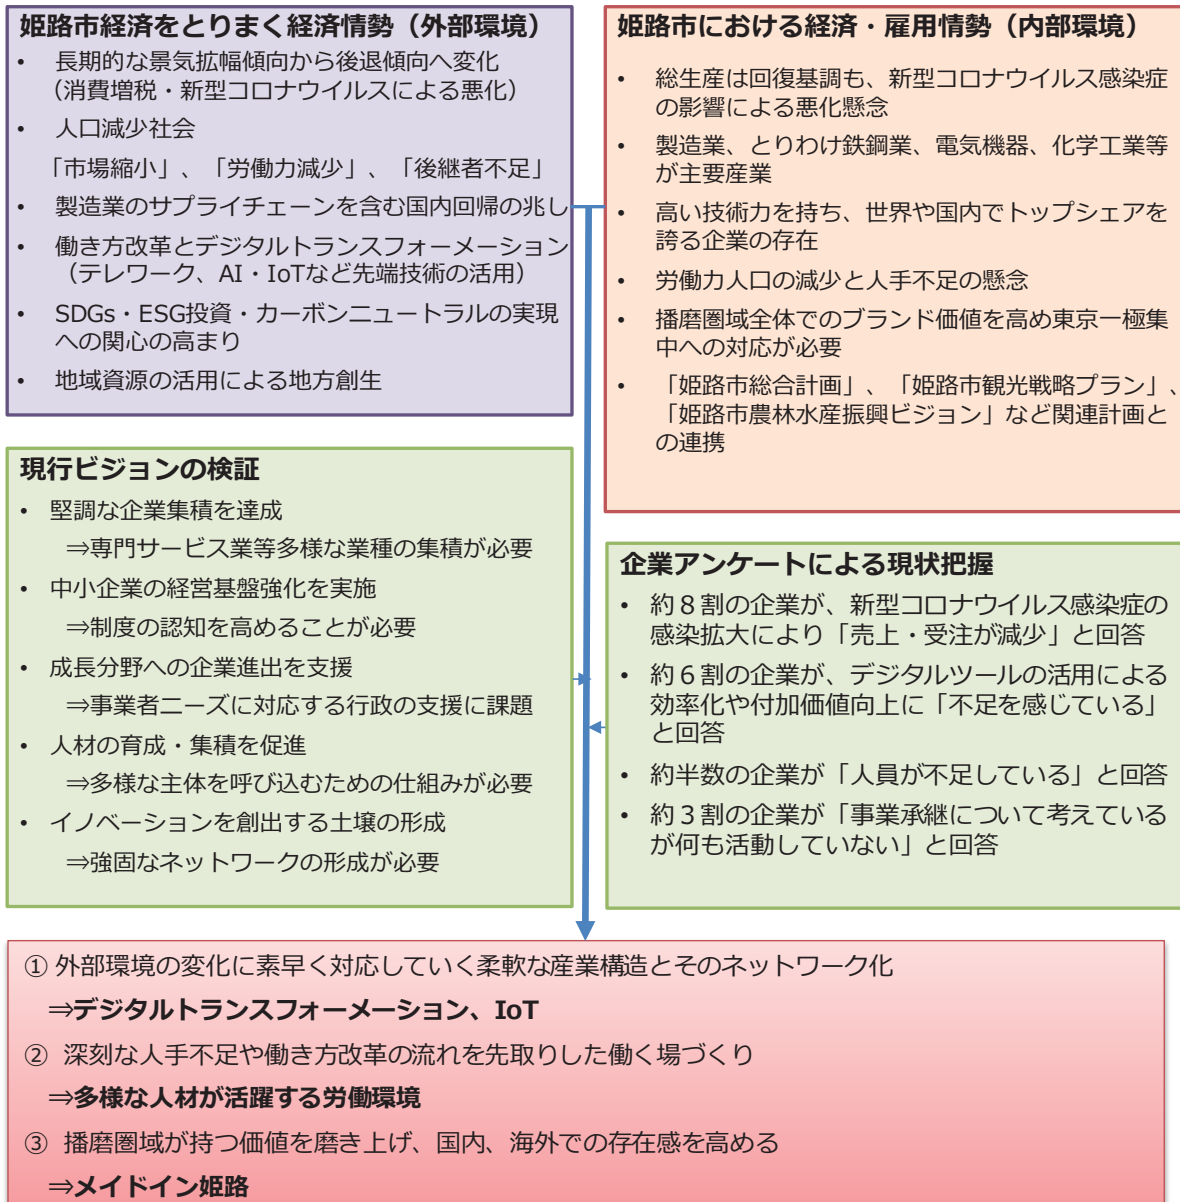 姫路市経済をとりまく経済情勢（外部環境）
• 長期的な景気拡幅傾向から後退傾向へ変化
（消費増税・新型コロナウイルスによる悪化）
• 人口減少社会
「市場縮小」、「労働力減少」、「後継者不足」
• 製造業のサプライチェーンを含む国内回帰の兆し
• 働き方改革とデジタルトランスフォーメーション
（テレワーク、AI・IoTなど先端技術の活用）
• SDGs・ESG投資・カーボンニュートラルの実現
への関心の高まり
• 地域資源の活用による地方創生
姫路市における経済・雇用情勢（内部環境）
• 総生産は回復基調も、新型コロナウイルス感染症
の影響による悪化懸念
• 製造業、とりわけ鉄鋼業、電気機器、化学工業等
が主要産業
• 高い技術力を持ち、世界や国内でトップシェアを
誇る企業の存在
• 労働力人口の減少と人手不足の懸念
• 播磨圏域全体でのブランド価値を高め東京一極集
中への対応が必要
• 「姫路市総合計画」、「姫路市観光戦略プラン」、
「姫路市農林水産振興ビジョン」など関連計画と
の連携
現行ビジョンの検証
• 堅調な企業集積を達成
⇒専門サービス業等多様な業種の集積が必要
• 中小企業の経営基盤強化を実施
⇒制度の認知を高めることが必要
• 成長分野への企業進出を支援
⇒事業者ニーズに対応する行政の支援に課題
• 人材の育成・集積を促進
⇒多様な主体を呼び込むための仕組みが必要
• イノベーションを創出する土壌の形成
⇒強固なネットワークの形成が必要
企業アンケートによる現状把握
• 約８割の企業が、新型コロナウイルス感染症の
感染拡大により「売上・受注が減少」と回答
• 約６割の企業が、デジタルツールの活用による
効率化や付加価値向上に「不足を感じている」
と回答
• 約半数の企業が「人員が不足している」と回答
• 約３割の企業が「事業承継について考えている
が何も活動していない」と回答
① 外部環境の変化に素早く対応していく柔軟な産業構造とそのネットワーク化
⇒デジタルトランスフォーメーション、IoT
② 深刻な人手不足や働き方改革の流れを先取りした働く場づくり
⇒多様な人材が活躍する労働環境
③ 播磨圏域が持つ価値を磨き上げ、国内、海外での存在感を高める
⇒メイドイン姫路